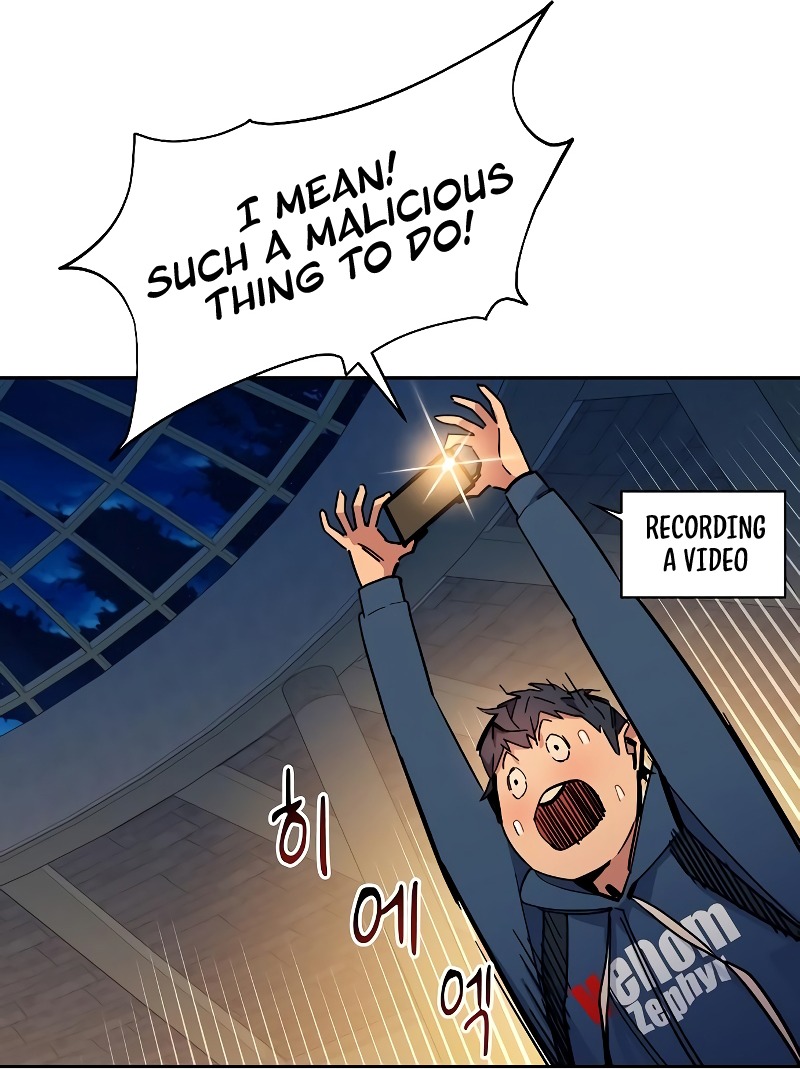 I MEAN!
SUCH A MALICIOUS
THING TO DO!
RECORDING
A VIDEO
히
에
엑
Venom
Zephyr